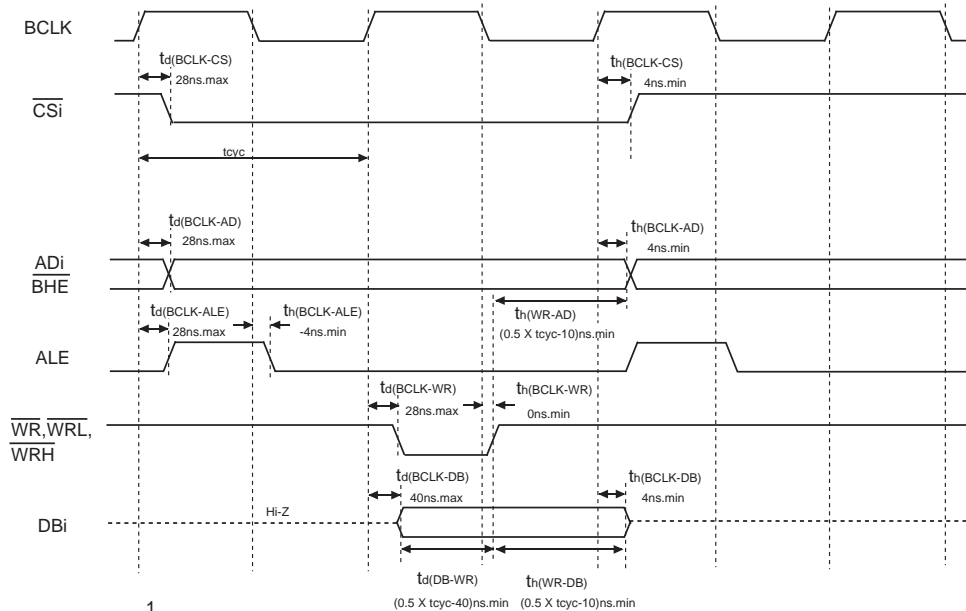 BCLK
td(BCLK-CS)
28ns.max
th(BCLK-CS)
4ns.min
CSi
tcyc
td(BCLK-AD)
28ns.max
th(BCLK-AD)
4ns.min
ADi
BHE
td(BCLK-ALE)
28ns.max
th(BCLK-ALE)
-4ns.min
th(WR-AD)
(0.5 X tcyc-10)ns.min
ALE
td(BCLK-WR)
28ns.max
th(BCLK-WR)
0ns.min
WR,WRL,
WRH
td(BCLK-DB)
40ns.max
th(BCLK-DB)
4ns.min
DBi
Hi-Z
td(DB-WR)
(0.5 X tcyc-40)ns.min
th(WR-DB)
(0.5 X tcyc-10)ns.min
1